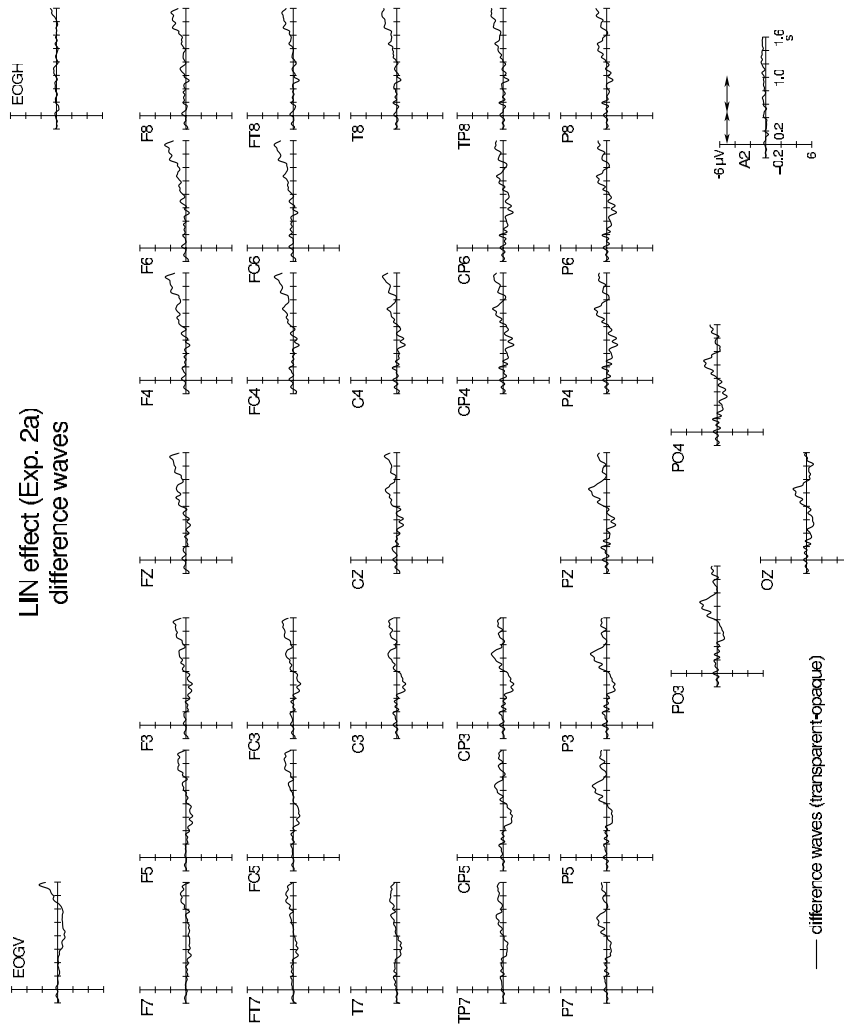 LIN effect (Exp. 2a)
difference waves
EOGV
EOGH
F7
F5
F3
FZ
F4
F6
F8
FT7
FC5
FC3
FC4
FC6
FT8
T7
C3
CZ
C4
T8
TP7
CP5
CP3
CP4
CP6
TP8
P7
P5
P3
PZ
P4
P6
P8
PO3
PO4
OZ
-6 µV
A2
-0.2
0.2
1.0
1.6
s
6
difference waves (transparent-opaque)